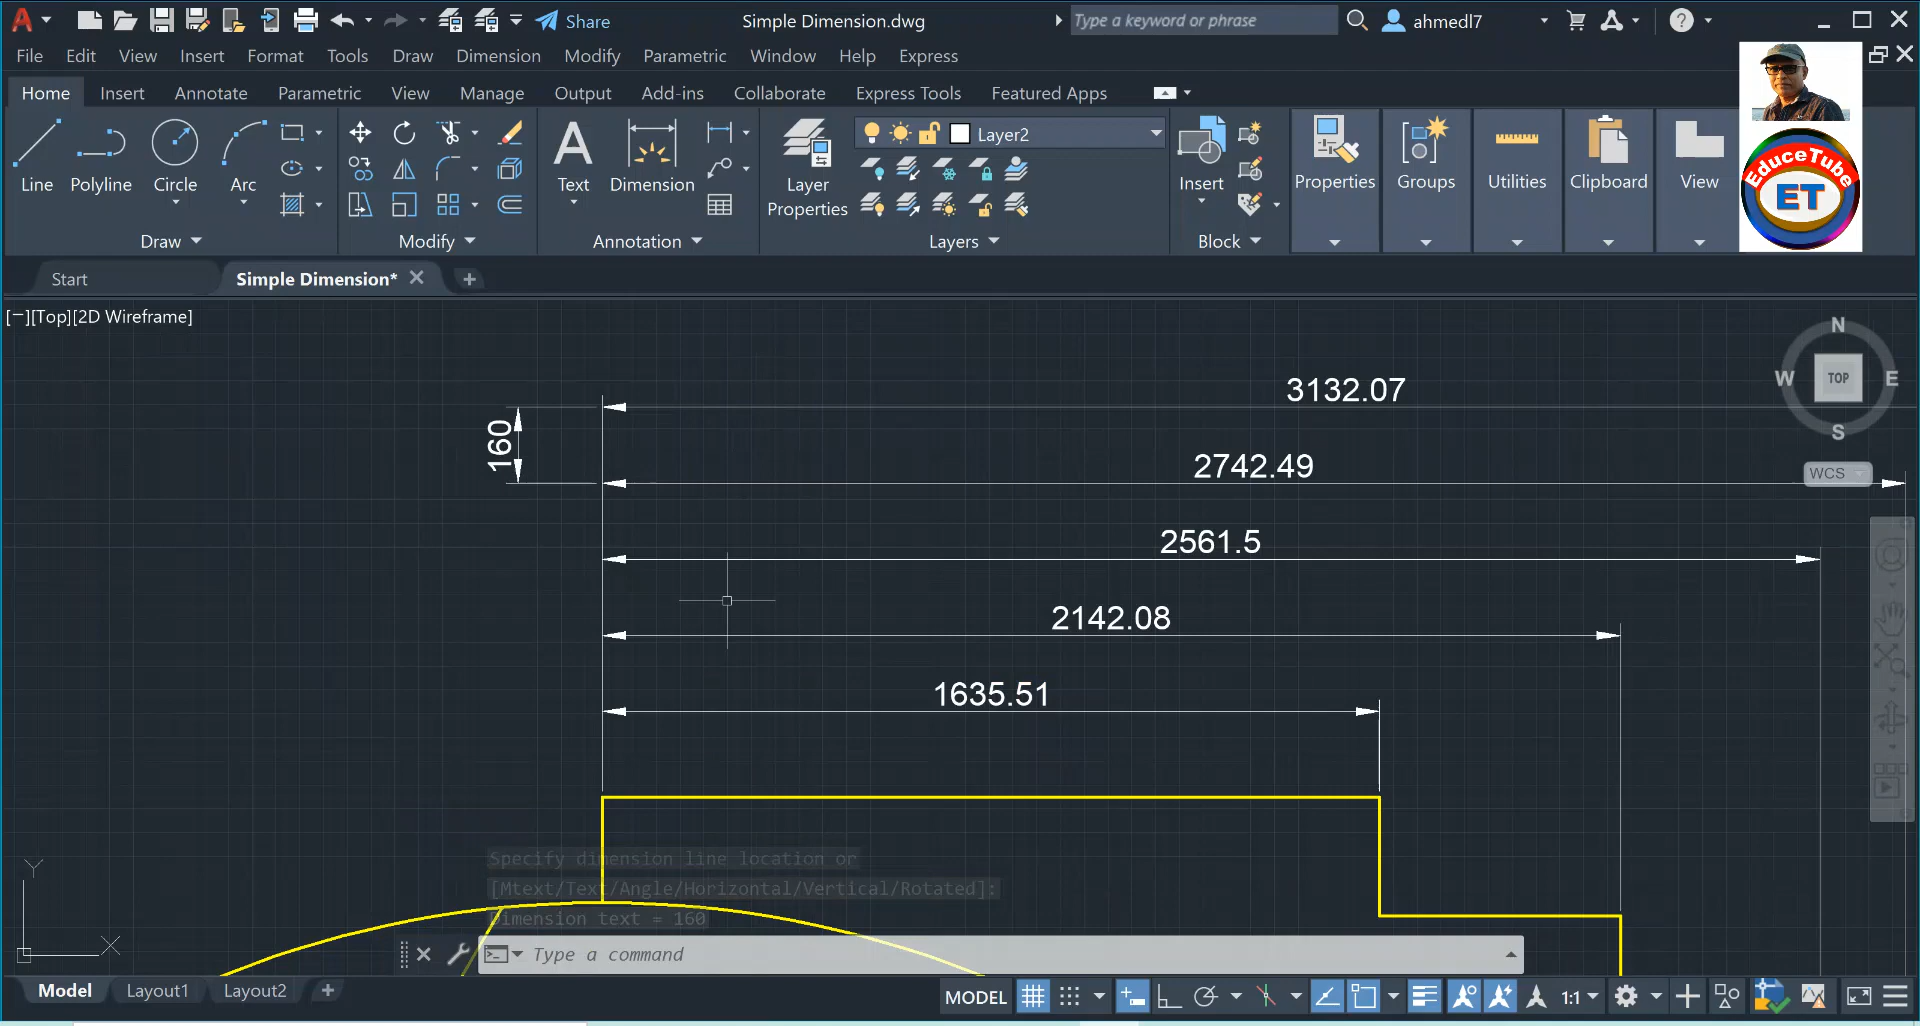 Share
Simple Dimension.dwg
Type a keyword or phrase
ahmedl7
File Edit View Insert Format Tools Draw Dimension Modify Parametric Window Help Express
Home Insert Annotate Parametric View Manage Output Add-ins Collaborate Express Tools Featured Apps
Line Polyline Circle Arc
Text Dimension
Layer Properties
Layer2
Insert
Properties Groups Utilities Clipboard View
EduceTube
ET
Draw Modify Annotation Layers Block
Start Simple Dimension*
[−][Top][2D Wireframe]
N
W TOP E
S
WCS
3132.07
160
2742.49
2561.5
2142.08
1635.51
Specify dimension line location or
[Mtext/Text/Angle/Horizontal/Vertical/Rotated]:
Dimension text = 160
Y
X
Type a command
Model Layout1 Layout2
MODEL 1:1